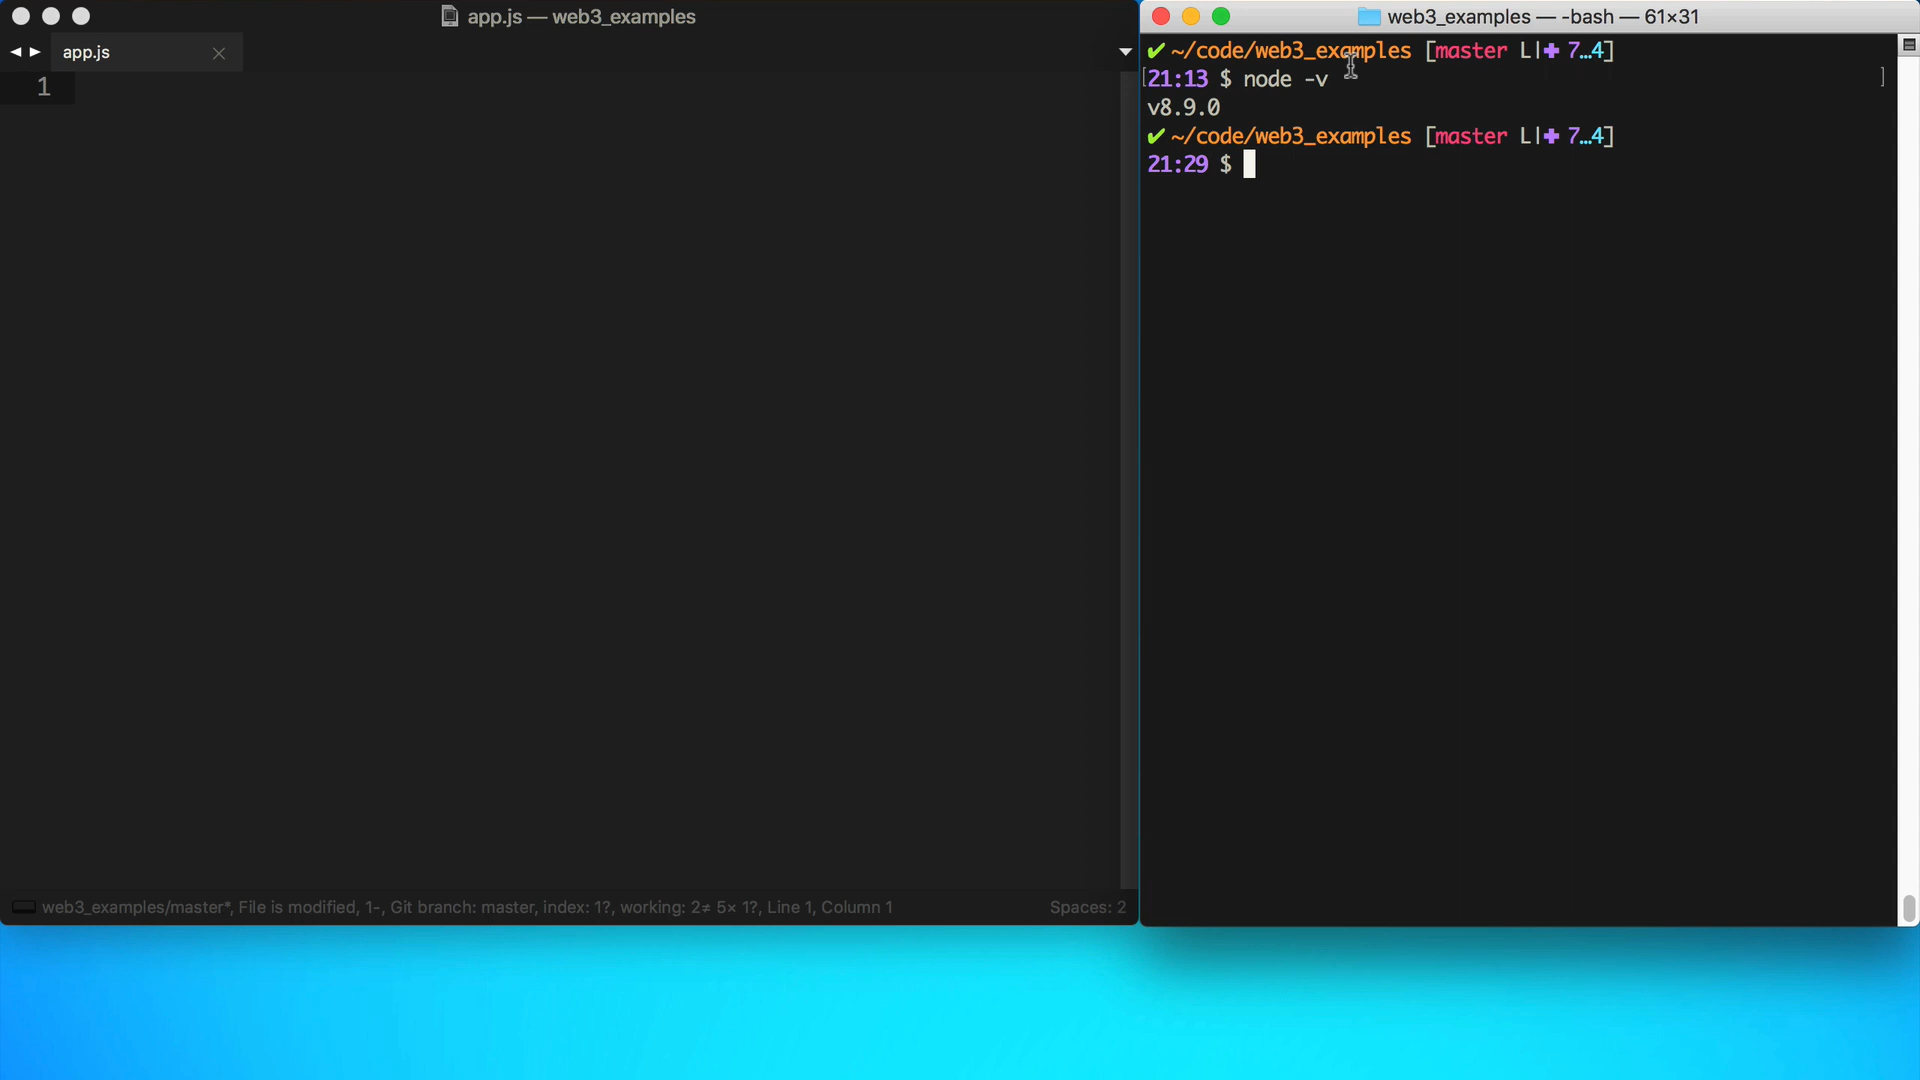 app.js — web3_examples
app.js
1
web3_examples/master*, File is modified, 1-, Git branch: master, index: 1?, working: 2≠ 5× 1?, Line 1, Column 1
Spaces: 2
web3_examples — -bash — 61×31
✔ ~/code/web3_examples [master L|✚ 7…4]
[21:13 $ node -v ]
v8.9.0
✔ ~/code/web3_examples [master L|✚ 7…4]
21:29 $